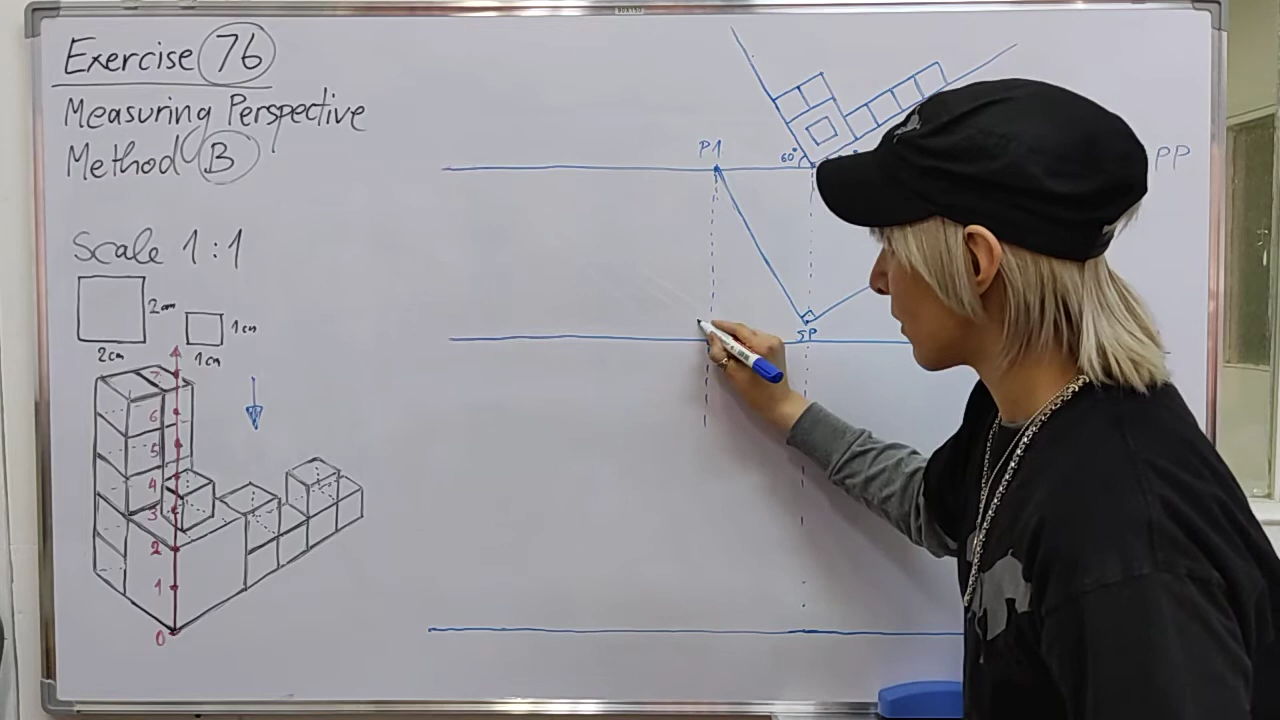 Exercise 76
Measuring Perspective
Method B
Scale 1:1
2cm
1cm
2cm
1cm
7
6
5
4
3
2
1
0
P1
60°
PP
SP